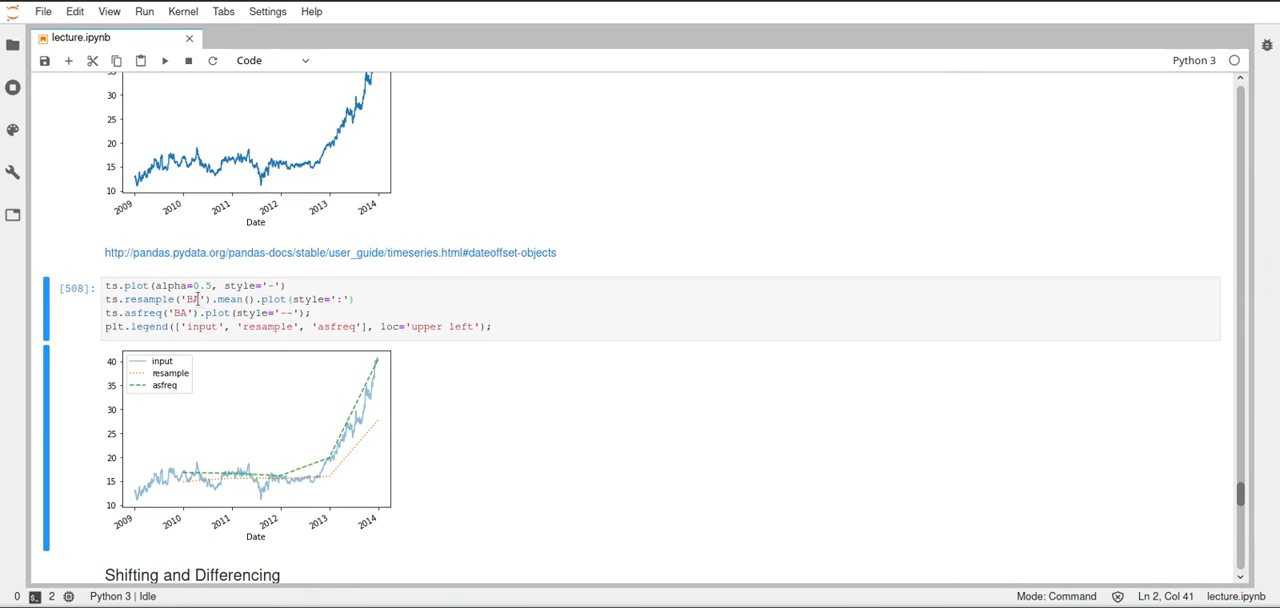 File Edit View Run Kernel Tabs Settings Help
lecture.ipynb
Code
Python 3
30
25
20
15
10
2009 2010 2011 2012 2013 2014
Date
http://pandas.pydata.org/pandas-docs/stable/user_guide/timeseries.html#dateoffset-objects
[508]:
ts.plot(alpha=0.5, style='-')
ts.resample('BA').mean().plot(style=':')
ts.asfreq('BA').plot(style='--');
plt.legend(['input', 'resample', 'asfreq'], loc='upper left');
input
resample
asfreq
40
35
30
25
20
15
10
2009 2010 2011 2012 2013 2014
Date
Shifting and Differencing
0 2 Python 3 | Idle Mode: Command Ln 2, Col 41 lecture.ipynb